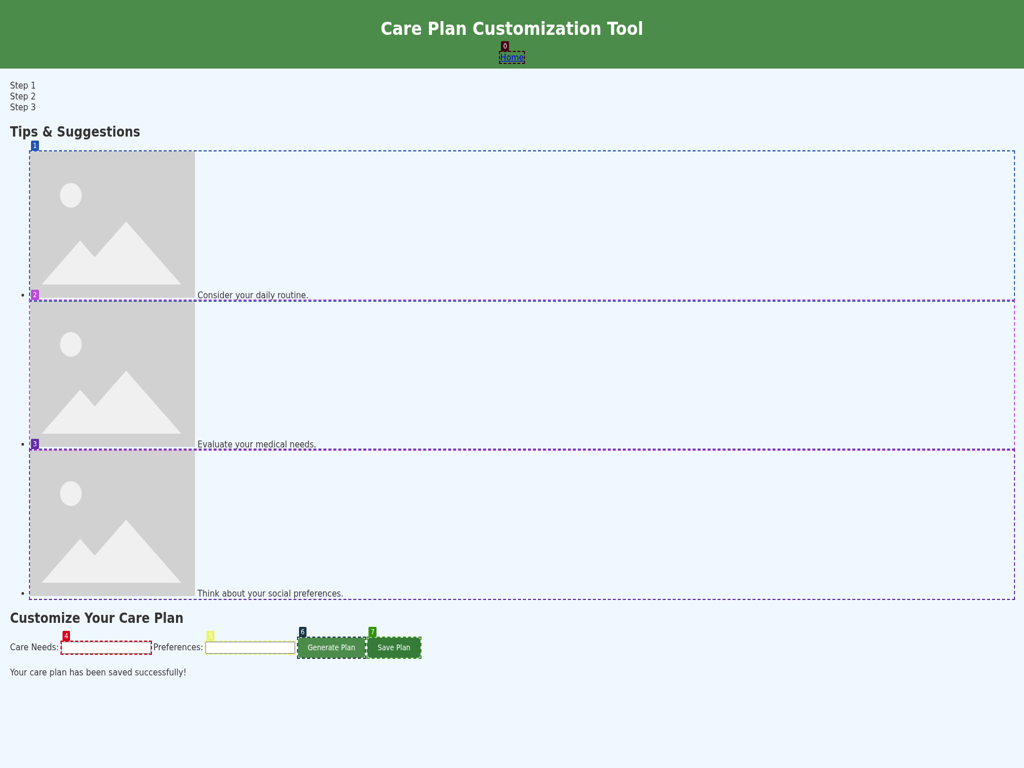 Care Plan Customization Tool
0
Home
Step 1
Step 2
Step 3
Tips & Suggestions
1
Consider your daily routine.
2
Evaluate your medical needs.
3
Think about your social preferences.
Customize Your Care Plan
4 6 7
Care Needs: Preferences: Generate Plan Save Plan
Your care plan has been saved successfully!